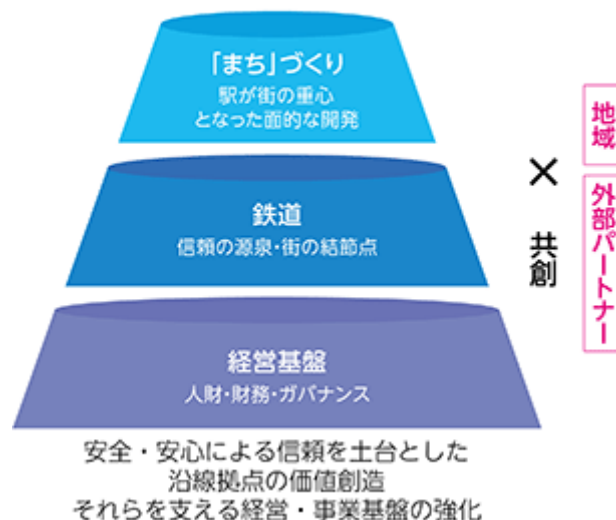 「まち」づくり
駅が街の重心
となった面的な開発
鉄道
信頼の源泉・街の結節点
経営基盤
人財・財務・ガバナンス
×
共創
地域
外部パートナー
安全・安心による信頼を土台とした
沿線拠点の価値創造
それらを支える経営・事業基盤の強化